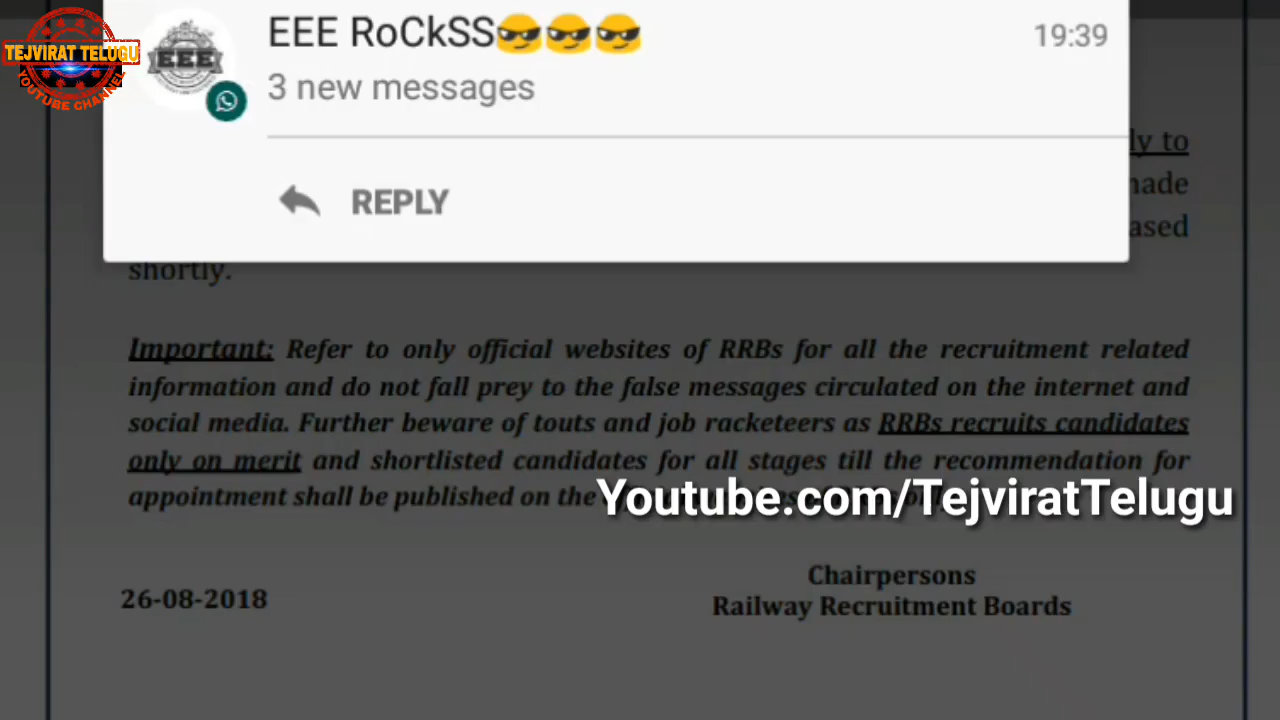 TEJVIRAT TELUGU
YOUTUBE CHANNEL
EEE
EEE RoCkSS😎😎😎
19:39
3 new messages
REPLY
ly to
ased
shortly.
Important: Refer to only official websites of RRBs for all the recruitment related
information and do not fall prey to the false messages circulated on the internet and
social media. Further beware of touts and job racketeers as RRBs recruits candidates
only on merit and shortlisted candidates for all stages till the recommendation for
appointment shall be published on the
Youtube.com/TejviratTelugu
Chairpersons
26-08-2018
Railway Recruitment Boards